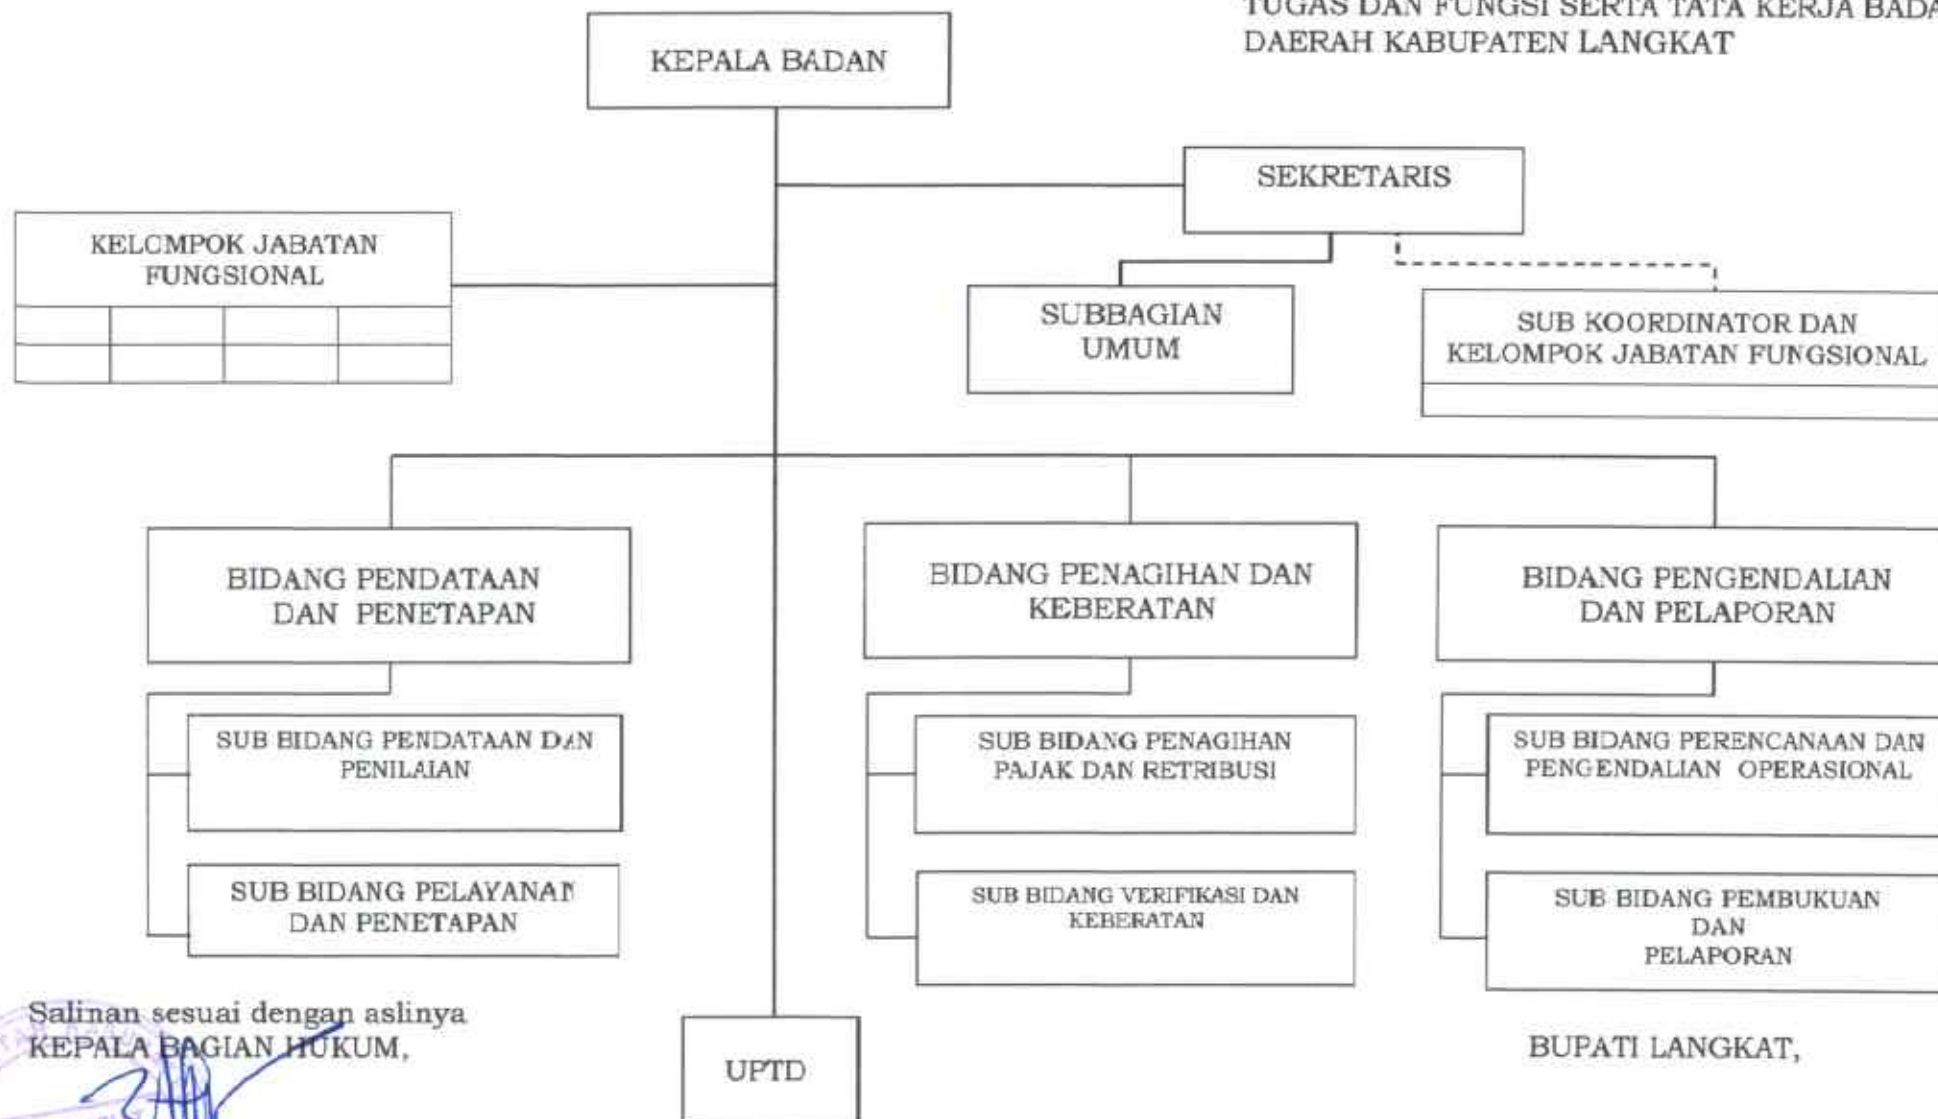 TUGAS DAN FUNGSI SERTA TATA KERJA BADA
DAERAH KABUPATEN LANGKAT
KEPALA BADAN
SEKRETARIS
KELOMPOK JABATAN
FUNGSIONAL
SUBBAGIAN
UMUM
SUB KOORDINATOR DAN
KELOMPOK JABATAN FUNGSIONAL
BIDANG PENDATAAN
DAN PENETAPAN
BIDANG PENAGIHAN DAN
KEBERATAN
BIDANG PENGENDALIAN
DAN PELAPORAN
SUB BIDANG PENDATAAN DAN
PENILAIAN
SUB BIDANG PENAGIHAN
PAJAK DAN RETRIBUSI
SUB BIDANG PERENCANAAN DAN
PENGENDALIAN OPERASIONAL
SUB BIDANG PELAYANAN
DAN PENETAPAN
SUB BIDANG VERIFIKASI DAN
KEBERATAN
SUB BIDANG PEMBUKUAN
DAN
PELAPORAN
Salinan sesuai dengan aslinya
KEPALA BAGIAN HUKUM,
UPTD
BUPATI LANGKAT,